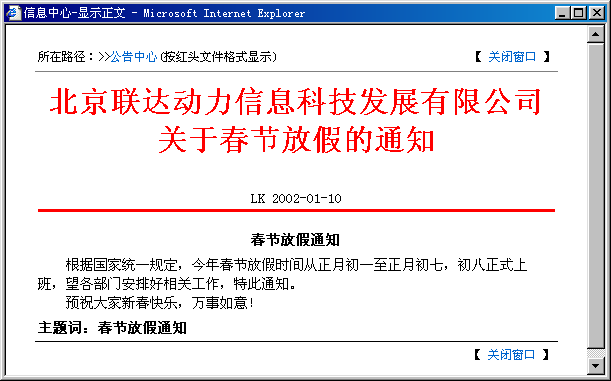 信息中心-显示正文 - Microsoft Internet Explorer
所在路径：>>公告中心(按红头文件格式显示) 【 关闭窗口 】
北京联达动力信息科技发展有限公司
关于春节放假的通知
LK 2002-01-10
春节放假通知
根据国家统一规定，今年春节放假时间从正月初一至正月初七，初八正式上
班，望各部门安排好相关工作，特此通知。
预祝大家新春快乐，万事如意！
主题词：春节放假通知
【 关闭窗口 】